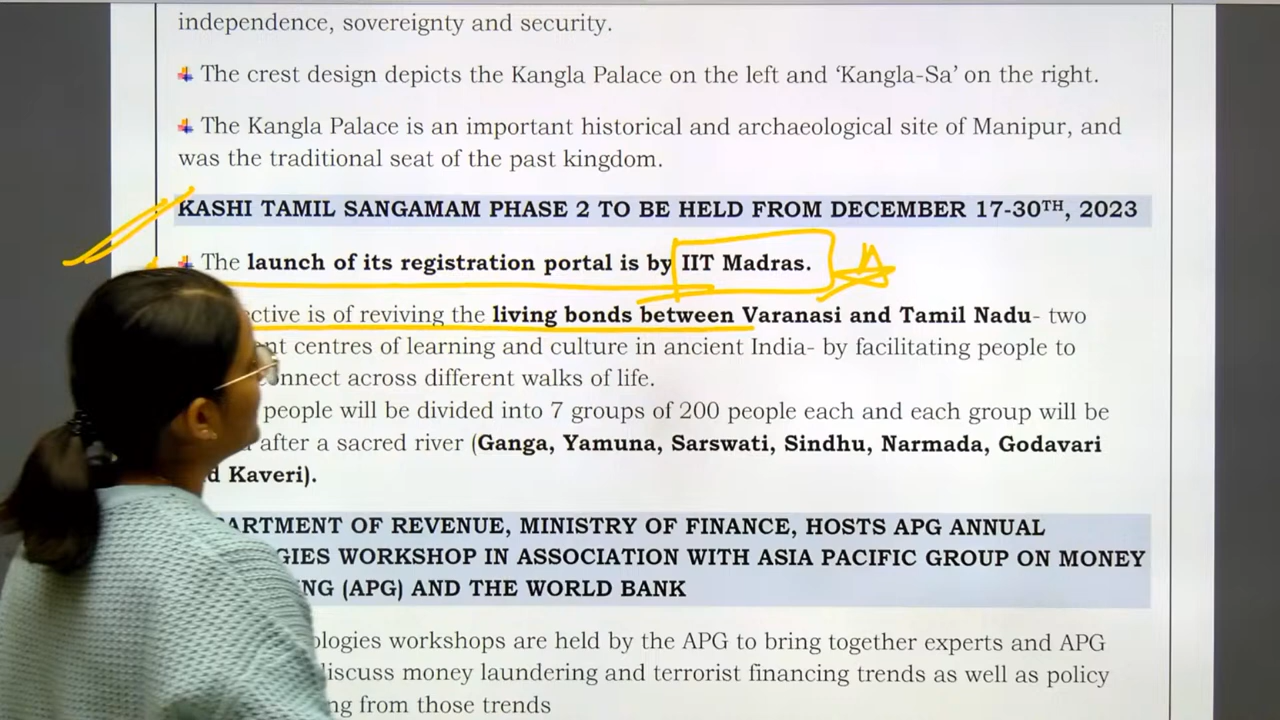 independence, sovereignty and security.
The crest design depicts the Kangla Palace on the left and ‘Kangla-Sa’ on the right.
The Kangla Palace is an important historical and archaeological site of Manipur, and
was the traditional seat of the past kingdom.
KASHI TAMIL SANGAMAM PHASE 2 TO BE HELD FROM DECEMBER 17-30TH, 2023
The launch of its registration portal is by IIT Madras.
is of reviving the living bonds between Varanasi and Tamil Nadu- two
centres of learning and culture in ancient India- by facilitating people to
across different walks of life.
people will be divided into 7 groups of 200 people each and each group will be
after a sacred river (Ganga, Yamuna, Sarswati, Sindhu, Narmada, Godavari
Kaveri).
OF REVENUE, MINISTRY OF FINANCE, HOSTS APG ANNUAL
WORKSHOP IN ASSOCIATION WITH ASIA PACIFIC GROUP ON MONEY
(APG) AND THE WORLD BANK
workshops are held by the APG to bring together experts and APG
discuss money laundering and terrorist financing trends as well as policy
from those trends